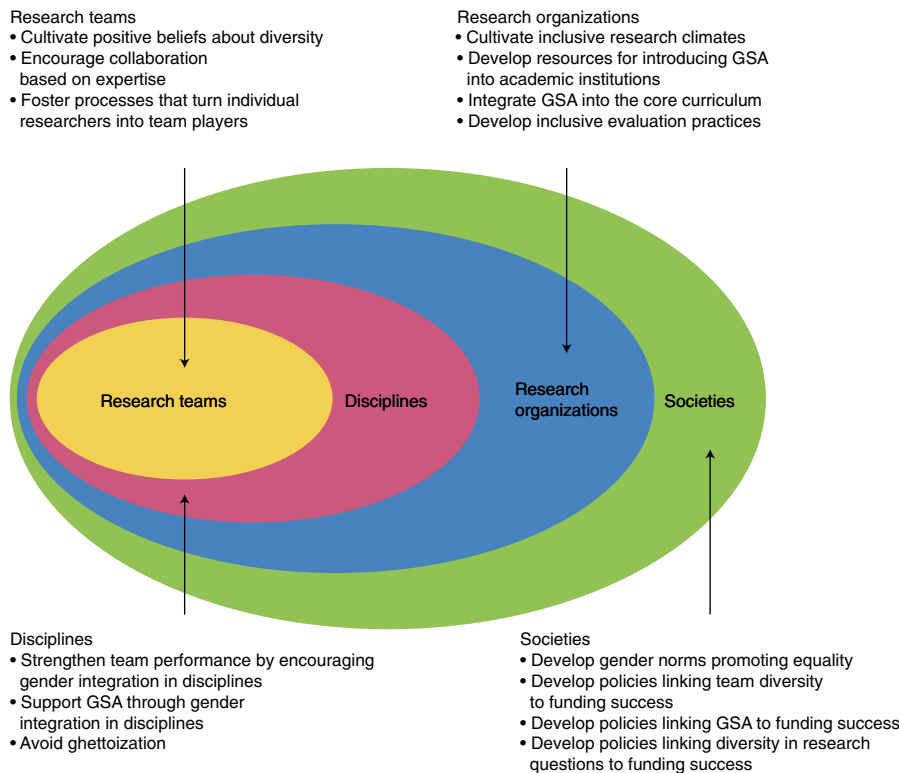 Research teams
• Cultivate positive beliefs about diversity
• Encourage collaboration
based on expertise
• Foster processes that turn individual
researchers into team players
Research organizations
• Cultivate inclusive research climates
• Develop resources for introducing GSA
into academic institutions
• Integrate GSA into the core curriculum
• Develop inclusive evaluation practices
Research teams
Disciplines
Research
organizations
Societies
Disciplines
• Strengthen team performance by encouraging
gender integration in disciplines
• Support GSA through gender
integration in disciplines
• Avoid ghettoization
Societies
• Develop gender norms promoting equality
• Develop policies linking team diversity
to funding success
• Develop policies linking GSA to funding success
• Develop policies linking diversity in research
questions to funding success